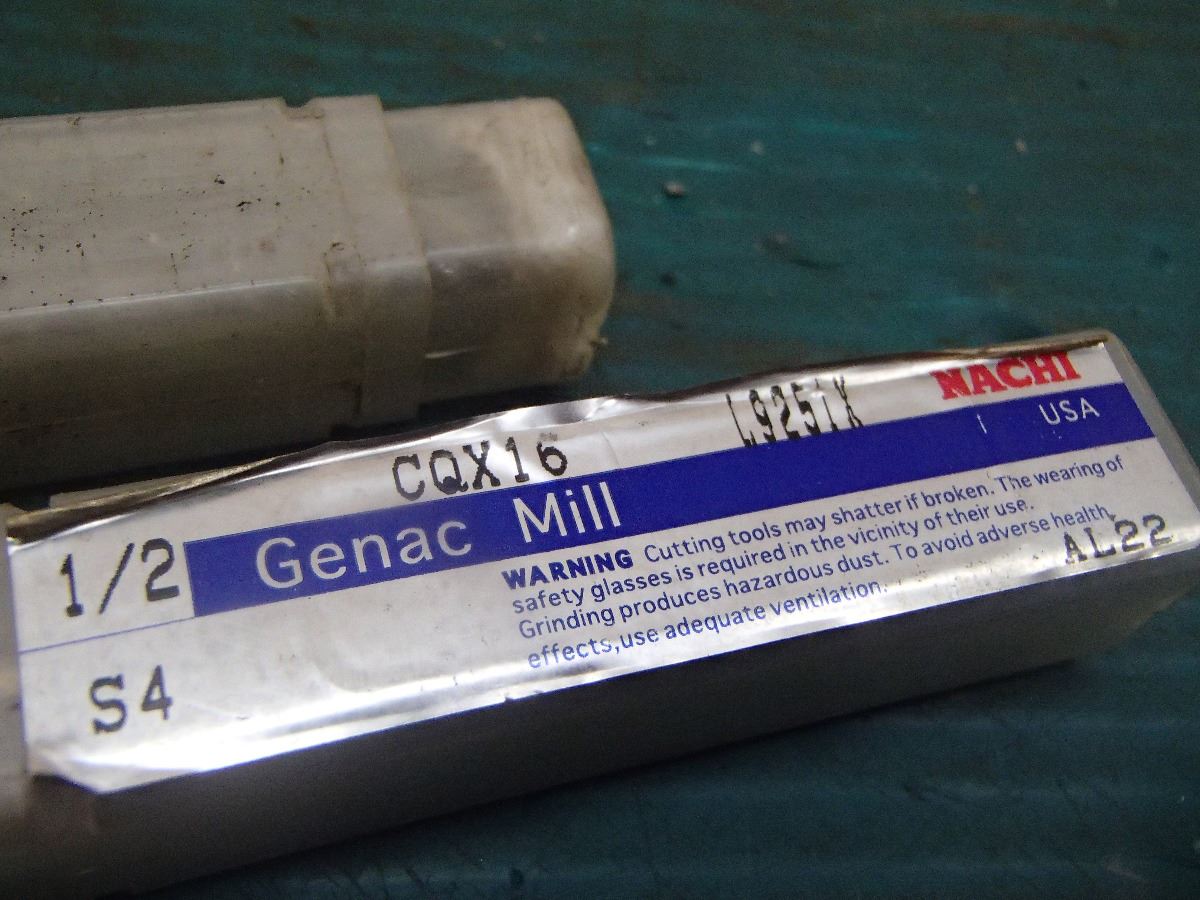 CQX16
L9251X
NACHI
1/2
Genac Mill
USA
S4
WARNING Cutting tools may shatter if broken. The wearing of
safety glasses is required in the vicinity of their use.
Grinding produces hazardous dust. To avoid adverse health
effects,use adequate ventilation.
AL22